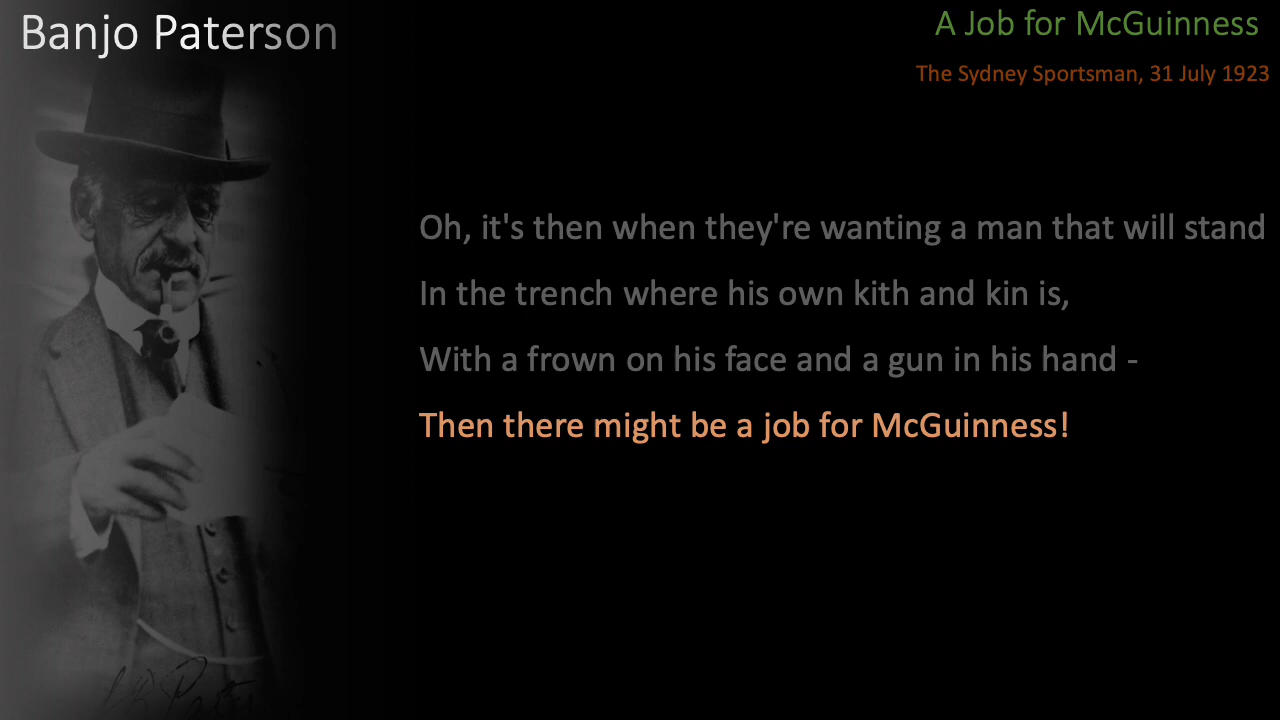 Banjo Paterson
A Job for McGuinness
The Sydney Sportsman, 31 July 1923
Oh, it's then when they're wanting a man that will stand
In the trench where his own kith and kin is,
With a frown on his face and a gun in his hand -
Then there might be a job for McGuinness!